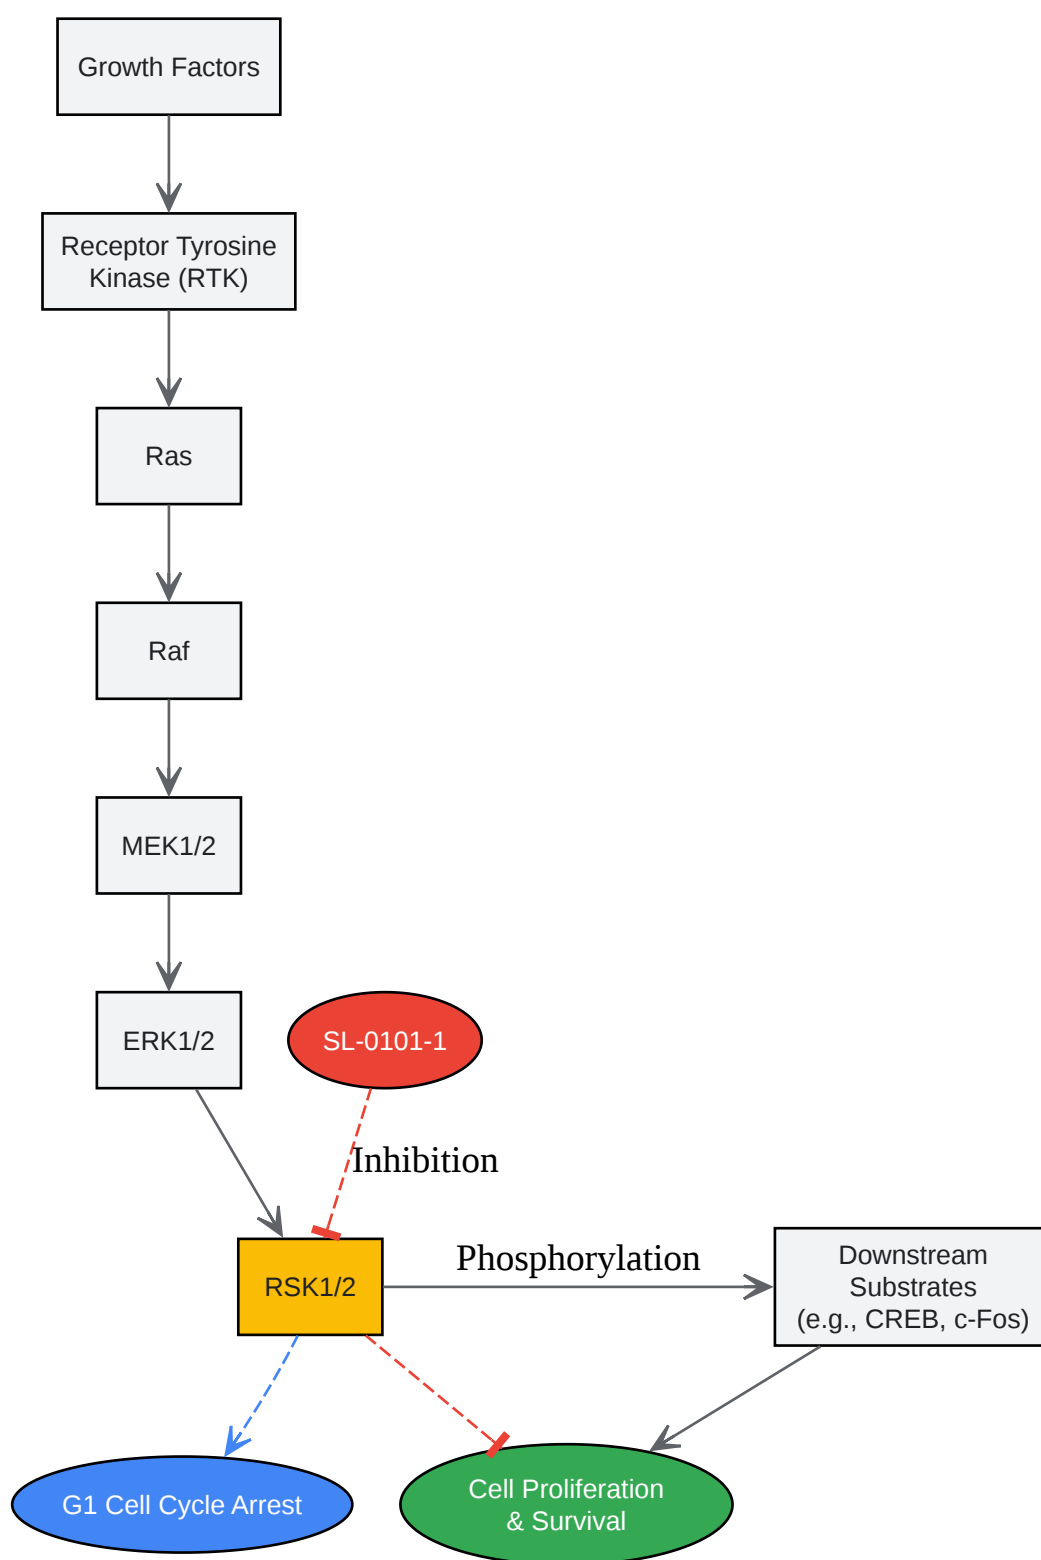 Growth Factors
Receptor Tyrosine
Kinase (RTK)
Ras
Raf
MEK1/2
ERK1/2
SL-0101-1
Inhibition
RSK1/2
Phosphorylation
Downstream
Substrates
(e.g., CREB, c-Fos)
G1 Cell Cycle Arrest
Cell Proliferation
& Survival